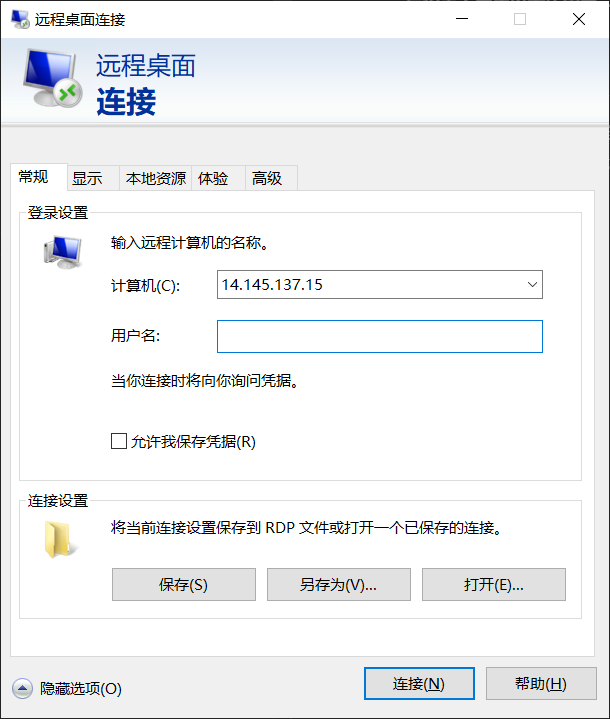 远程桌面连接
远程桌面
连接
常规 显示 本地资源 体验 高级
登录设置
输入远程计算机的名称。
计算机(C): 14.145.137.15
用户名:
当你连接时将向你询问凭据。
允许我保存凭据(R)
连接设置
将当前连接设置保存到 RDP 文件或打开一个已保存的连接。
保存(S) 另存为(V)... 打开(E)...
隐藏选项(O) 连接(N) 帮助(H)